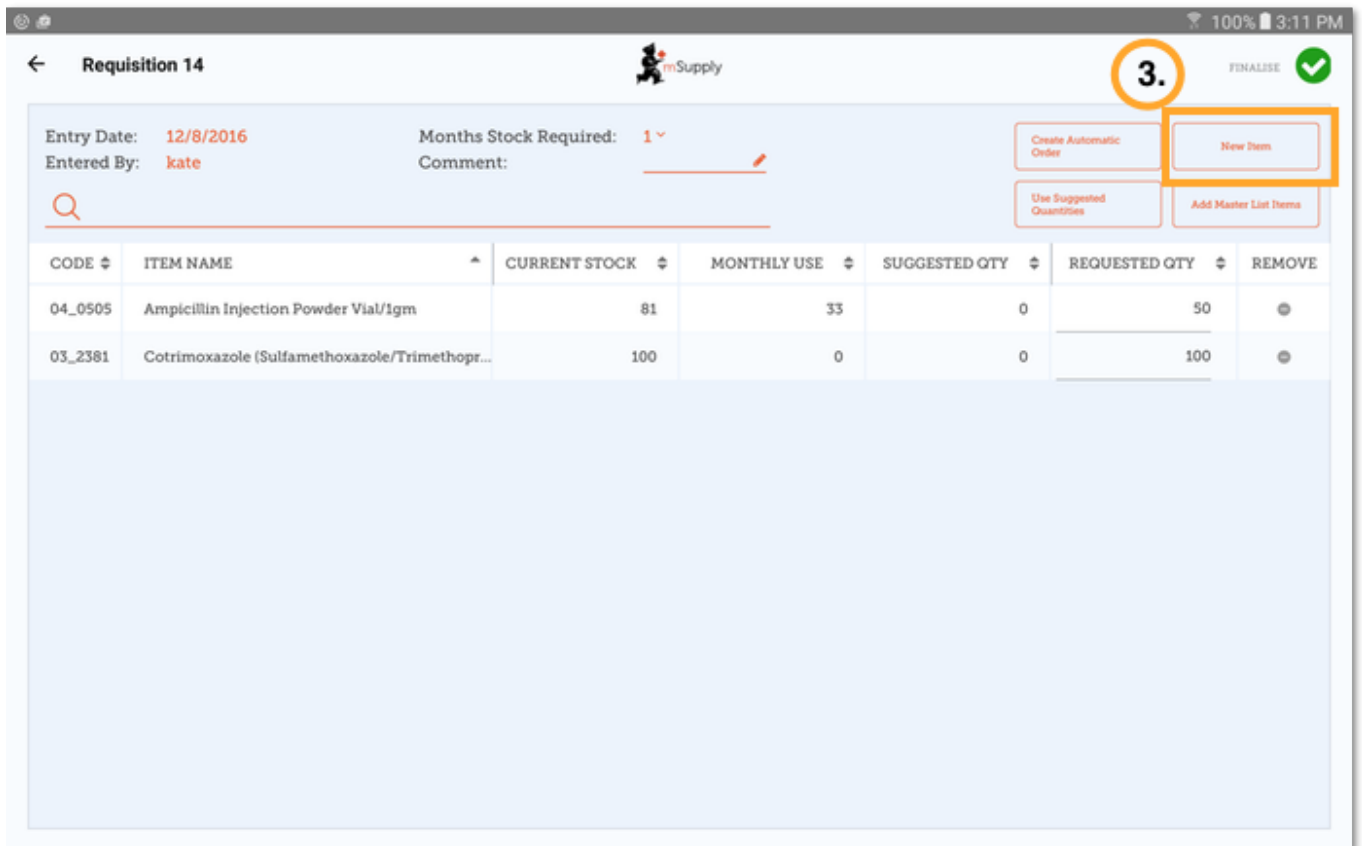 100% 3:11 PM
Requisition 14
mSupply
3.
FINALISE
Entry Date: 12/8/2016
Months Stock Required: 1
Entered By: kate
Comment:
Create Automatic
Order
New Item
Use Suggested
Quantities
Add Master List Items
CODE ITEM NAME CURRENT STOCK MONTHLY USE SUGGESTED QTY REQUESTED QTY REMOVE
04_0505 Ampicillin Injection Powder Vial/1gm 81 33 0 50
03_2381 Cotrimoxazole (Sulfamethoxazole/Trimethopr... 100 0 0 100